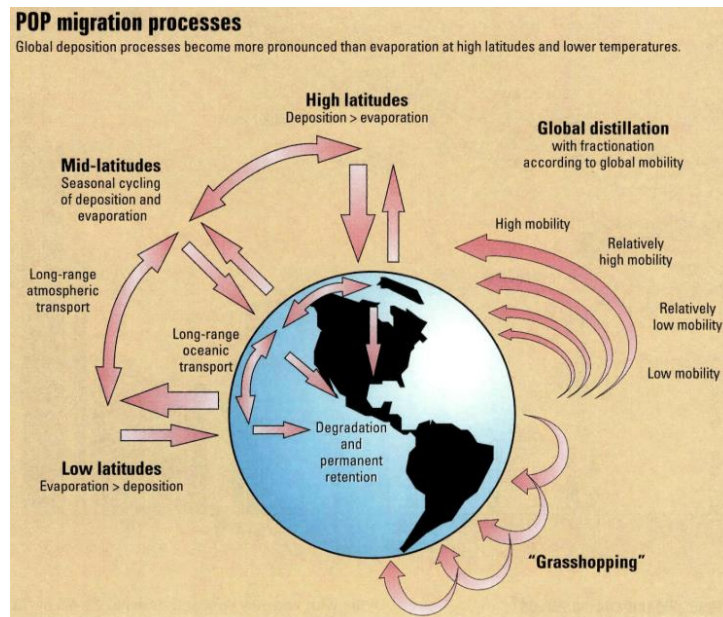 POP migration processes
Global deposition processes become more pronounced than evaporation at high latitudes and lower temperatures.
High latitudes
Deposition > evaporation
Global distillation
with fractionation
according to global mobility
Mid-latitudes
Seasonal cycling
of deposition and
evaporation
High mobility
Relatively
high mobility
Long-range
atmospheric
transport
Relatively
low mobility
Long-range
oceanic
transport
Low mobility
Degradation
and
permanent
retention
Low latitudes
Evaporation > deposition
"Grasshopping"